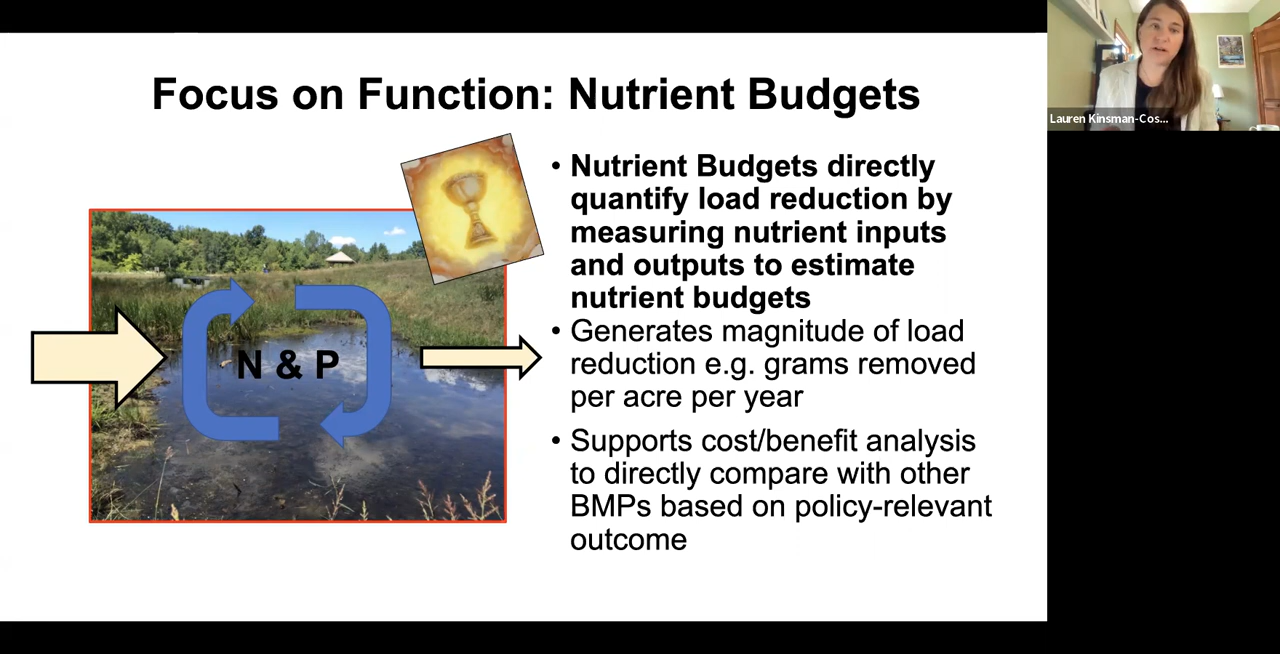 Focus on Function: Nutrient Budgets
N & P
• Nutrient Budgets directly
quantify load reduction by
measuring nutrient inputs
and outputs to estimate
nutrient budgets
• Generates magnitude of load
reduction e.g. grams removed
per acre per year
• Supports cost/benefit analysis
to directly compare with other
BMPs based on policy-relevant
outcome
Lauren Kinsman-Cos...